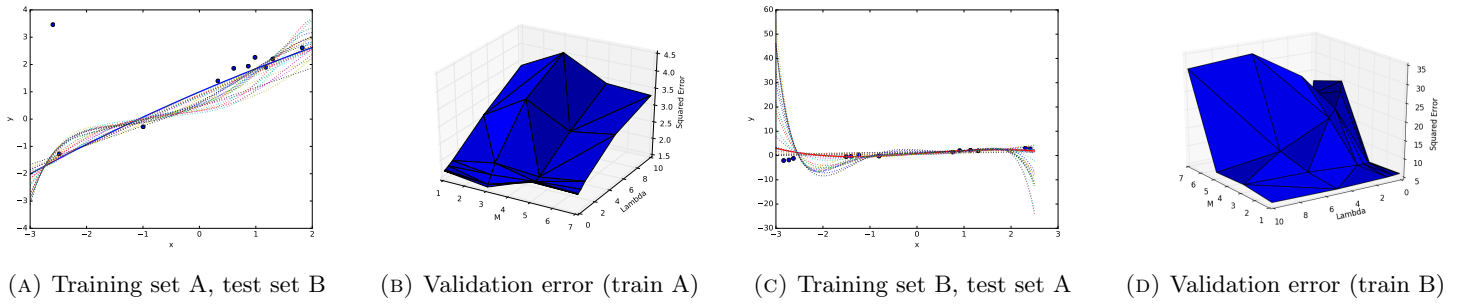 4
3
2
1
0
−1
−2
−3
−4
y
−3 −2 −1 0 1 2
x
4.5
4.0
3.5
3.0
2.5
2.0
1.5
Squared Error
1 2 3 4 5 6 7
M
0 2 4 6 8 10
Lambda
60
50
40
30
20
10
0
−10
−20
−30
y
−3 −2 −1 0 1 2 3
x
35
30
25
20
15
10
5
Squared Error
7 6 5 4 3 2 1
M
10 8 6 4 2 0
Lambda
(A) Training set A, test set B
(B) Validation error (train A)
(C) Training set B, test set A
(D) Validation error (train B)